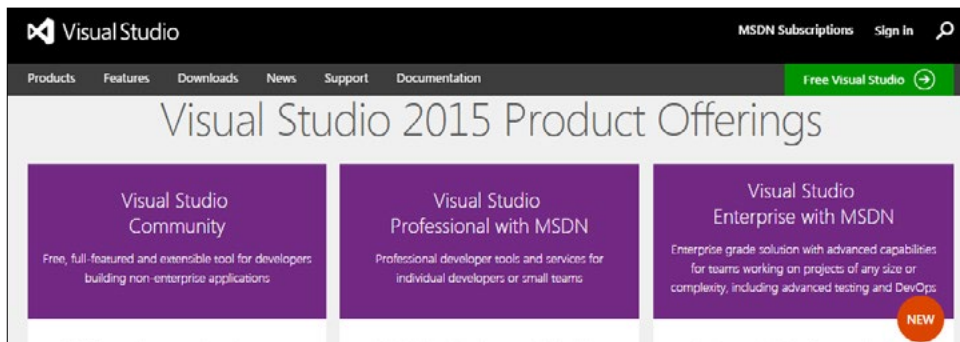 Visual Studio
MSDN Subscriptions Sign in
Products Features Downloads News Support Documentation
Free Visual Studio
Visual Studio 2015 Product Offerings
Visual Studio
Community
Free, full-featured and extensible tool for developers
building non-enterprise applications
Visual Studio
Professional with MSDN
Professional developer tools and services for
individual developers or small teams
Visual Studio
Enterprise with MSDN
Enterprise grade solution with advanced capabilities
for teams working on projects of any size or
complexity, including advanced testing and DevOps
NEW